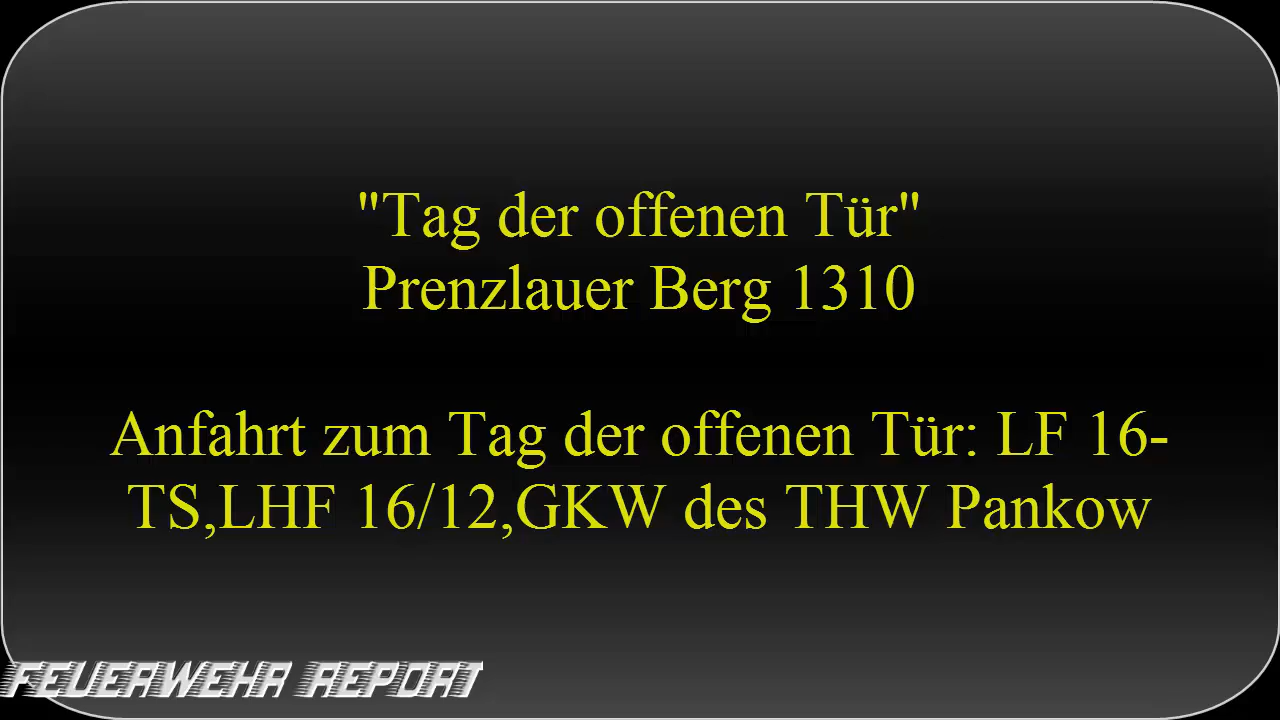 "Tag der offenen Tür"
Prenzlauer Berg 1310
Anfahrt zum Tag der offenen Tür: LF 16-
TS,LHF 16/12,GKW des THW Pankow
FEUERWEHR REPORT